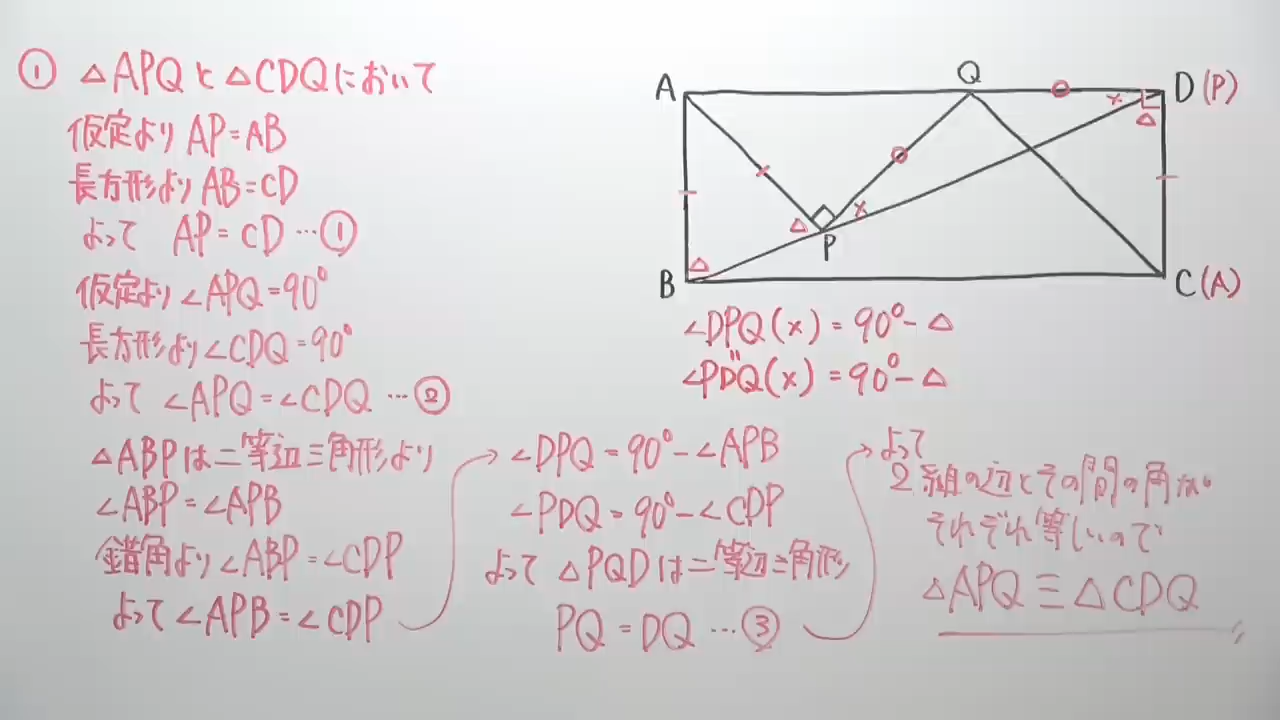 ① △APQと△CDQにおいて
仮定より AP=AB
長方形より AB=CD
よって AP=CD…①
仮定より ∠APQ=90°
長方形より ∠CDQ=90°
よって ∠APQ=∠CDQ …②
△ABPは二等辺三角形より
∠ABP=∠APB
錯角より ∠ABP=∠CDP
よって ∠APB=∠CDP
A
Q
D(P)
P
B
C(A)
∠DPQ(×)=90°-△
〃
∠PDQ(×)=90°-△
∠DPQ=90°-∠APB
∠PDQ=90°-∠CDP
よって △PQDは二等辺三角形
PQ=DQ …③
よって
2組の辺とその間の角が
それぞれ等しいので
△APQ≡△CDQ